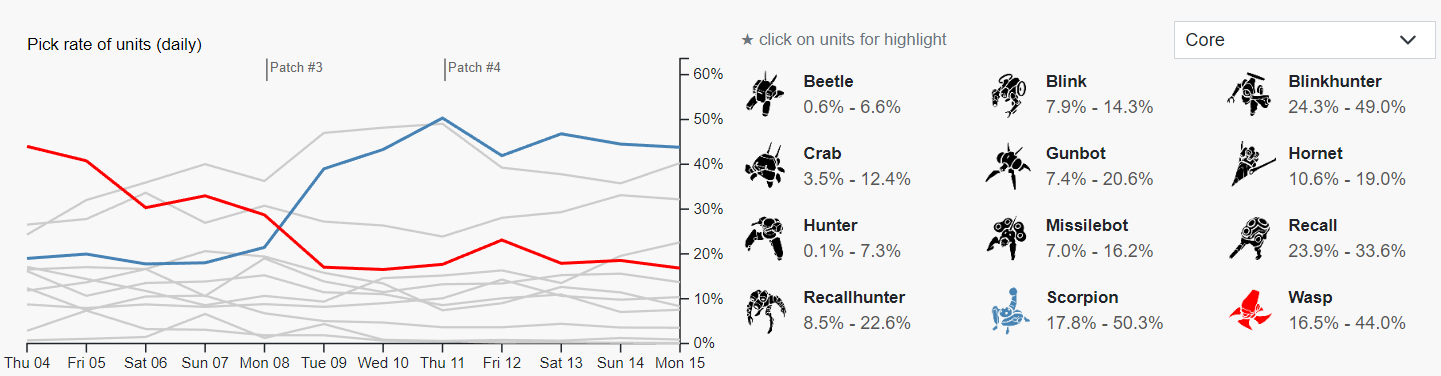 Pick rate of units (daily)
Patch #3
Patch #4
60%
50%
40%
30%
20%
10%
0%
Thu 04 Fri 05 Sat 06 Sun 07 Mon 08 Tue 09 Wed 10 Thu 11 Fri 12 Sat 13 Sun 14 Mon 15
★ click on units for highlight
Core
Beetle
0.6% - 6.6%
Blink
7.9% - 14.3%
Blinkhunter
24.3% - 49.0%
Crab
3.5% - 12.4%
Gunbot
7.4% - 20.6%
Hornet
10.6% - 19.0%
Hunter
0.1% - 7.3%
Missilebot
7.0% - 16.2%
Recall
23.9% - 33.6%
Recallhunter
8.5% - 22.6%
Scorpion
17.8% - 50.3%
Wasp
16.5% - 44.0%